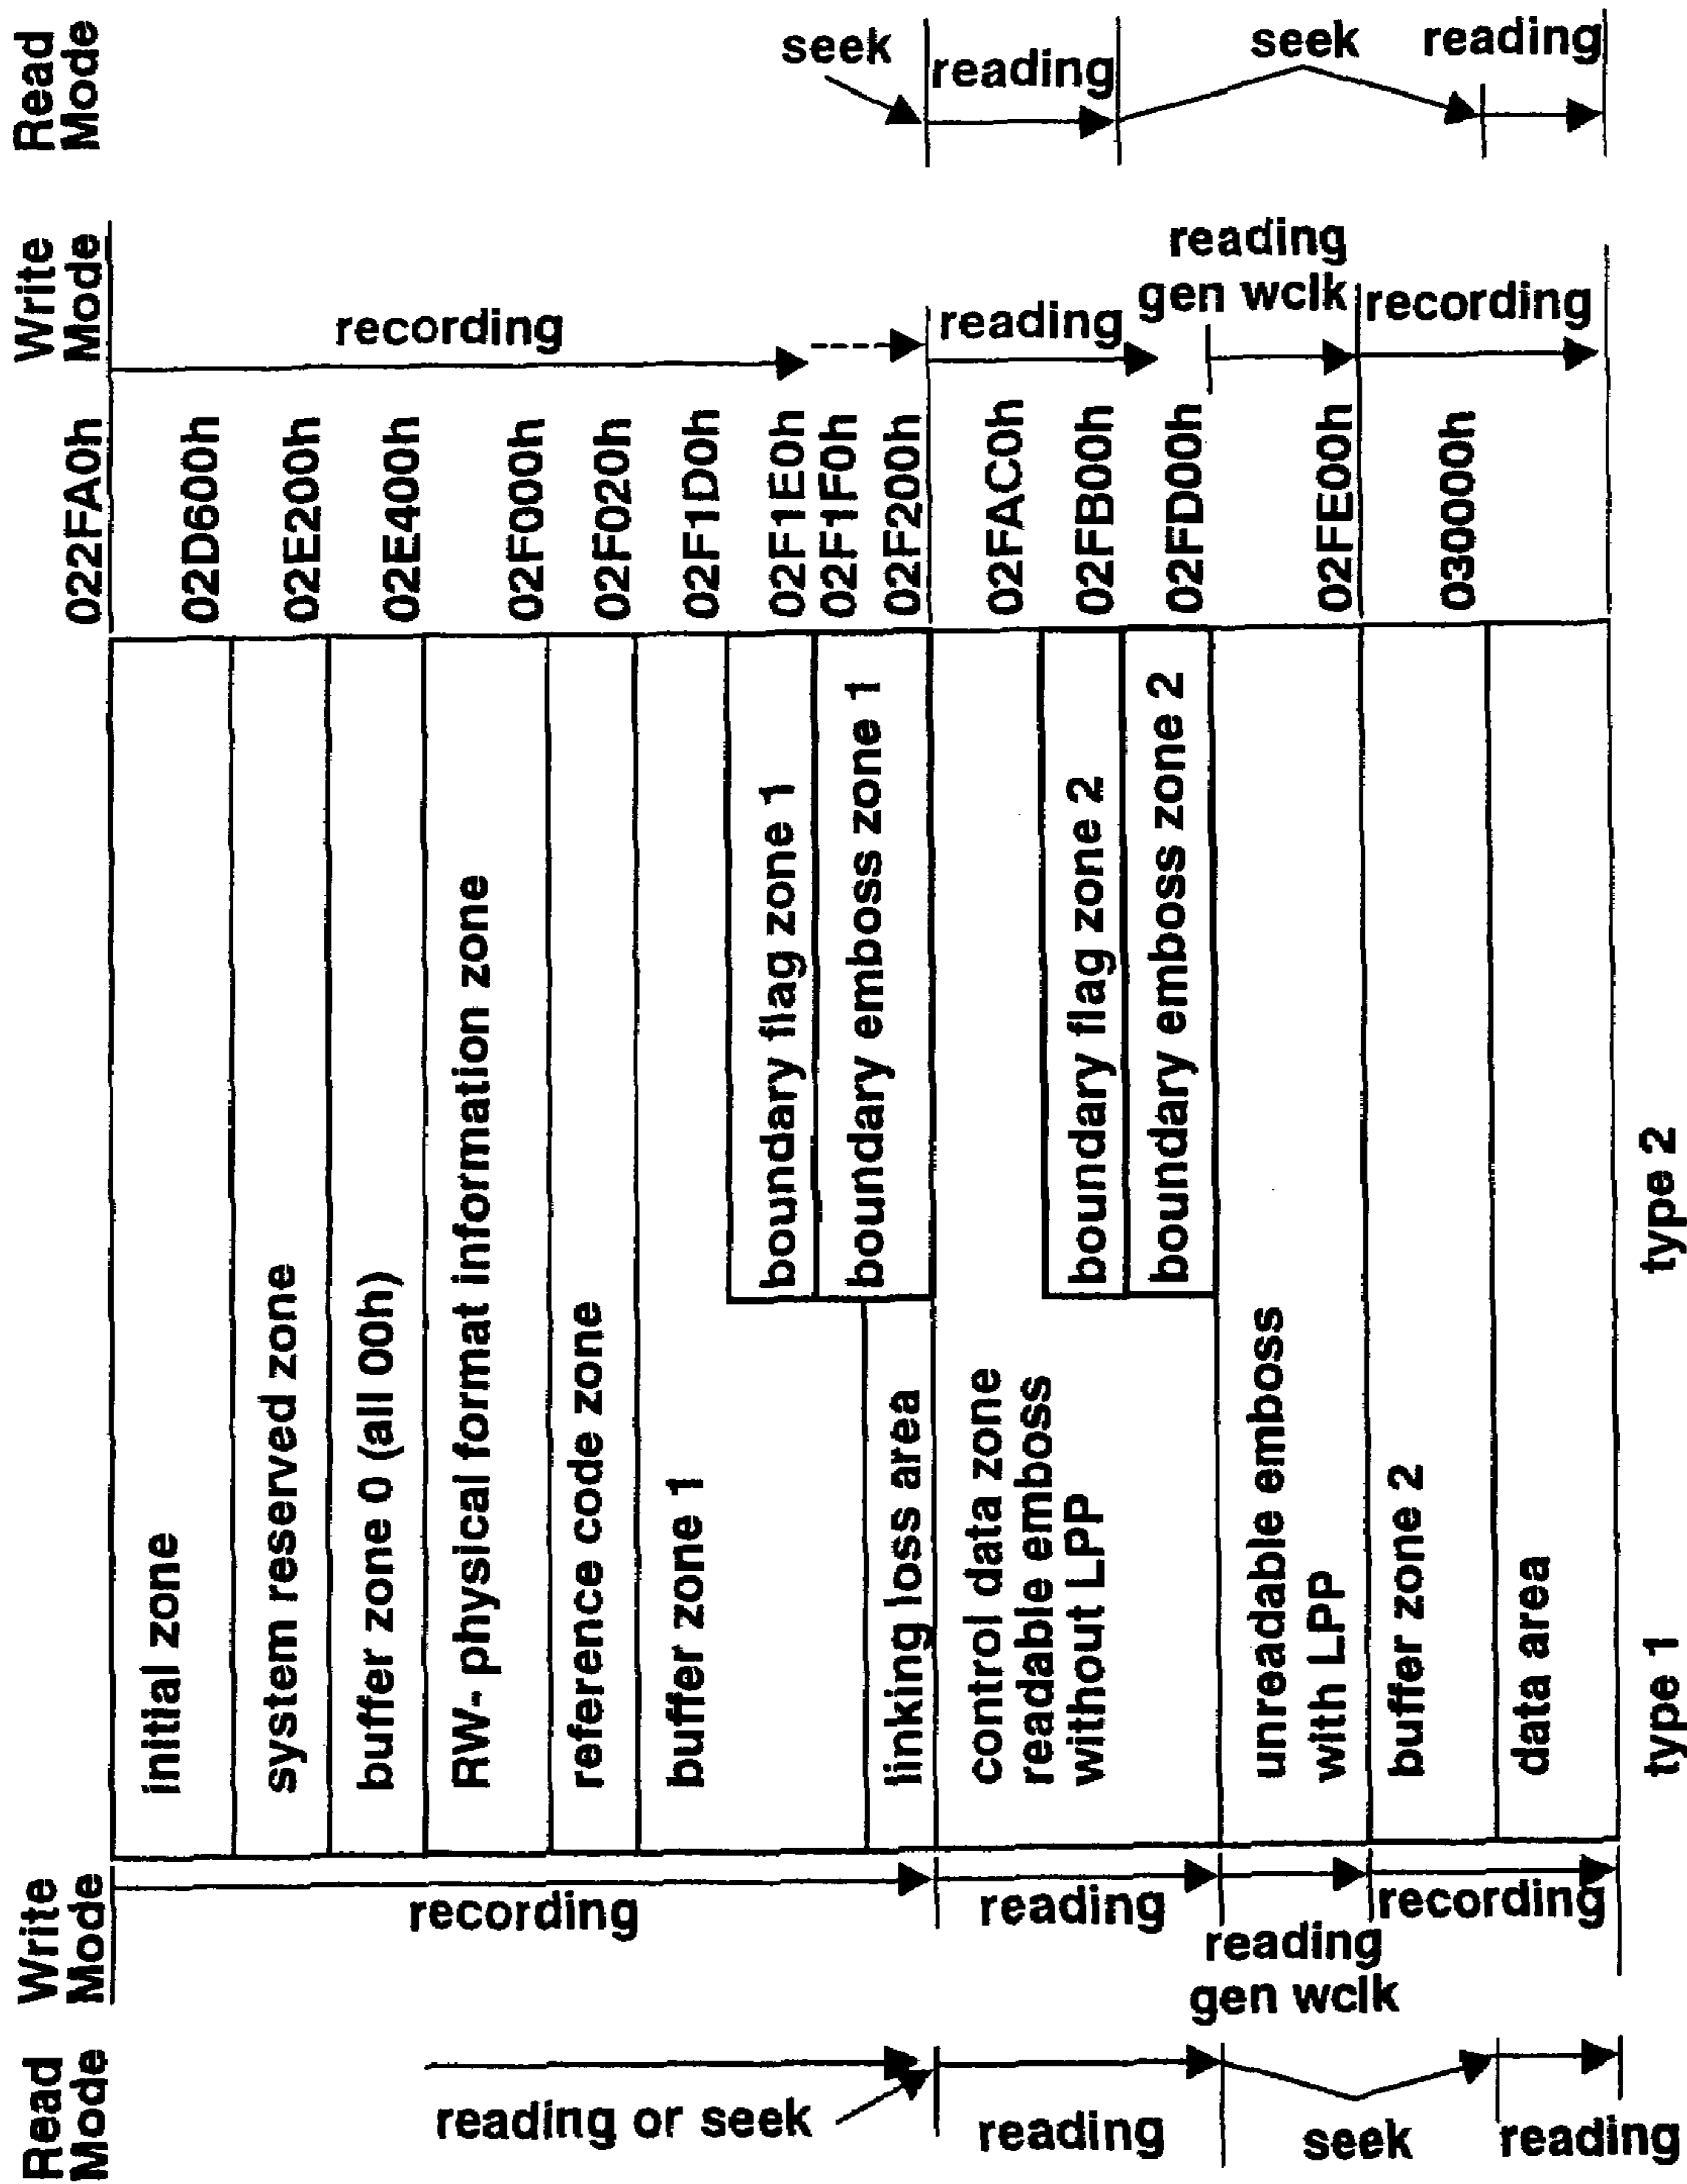 Read
Mode
seek
reading
seek
reading
Write
Mode
recording
reading
reading
gen wclk
recording
022FA0h
02D600h
02E200h
02E400h
02F000h
02F020h
02F1D0h
02F1E0h
02F1F0h
02F200h
02FAC0h
02FB00h
02FD00h
02FE00h
030000h
initial zone
system reserved zone
buffer zone 0 (all 00h)
RW- physical format information zone
reference code zone
buffer zone 1
boundary flag zone 1
boundary emboss zone 1
linking loss area
control data zone
readable emboss
without LPP
boundary flag zone 2
boundary emboss zone 2
unreadable emboss
with LPP
buffer zone 2
data area
type 1
type 2
Write
Mode
recording
reading
reading
gen wclk
recording
Read
Mode
reading or seek
reading
seek
reading